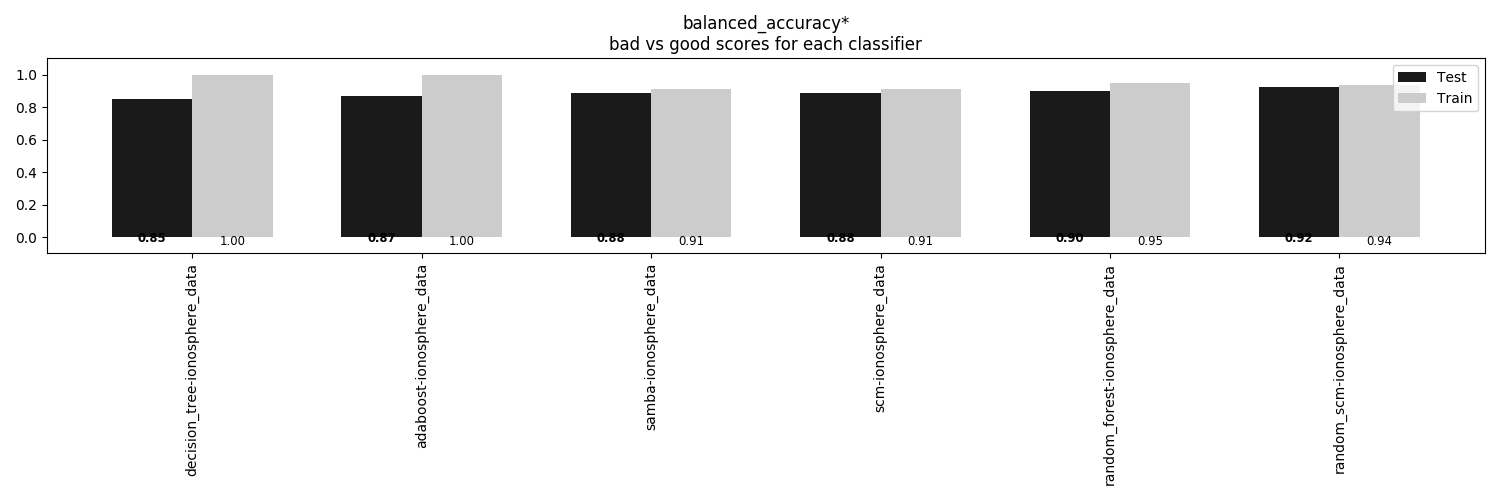 balanced_accuracy*
bad vs good scores for each classifier
Test
Train
1.0
0.8
0.6
0.4
0.2
0.0
0.85
1.00
0.87
1.00
0.88
0.91
0.88
0.91
0.90
0.95
0.92
0.94
decision_tree-ionosphere_data
adaboost-ionosphere_data
samba-ionosphere_data
scm-ionosphere_data
random_forest-ionosphere_data
random_scm-ionosphere_data